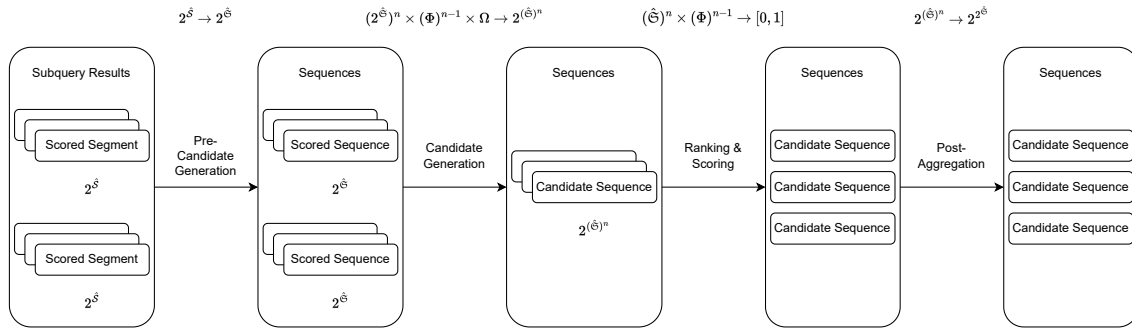 2^𝒮̂ → 2^𝔖̂
(2^𝔖̂)^n × (Φ)^{n−1} × Ω → 2^{(𝔖̂)^n}
(𝔖̂)^n × (Φ)^{n−1} → [0, 1]
2^{(𝔖̂)^n} → 2^{2^𝔖̂}
Subquery Results
Scored Segment
2^𝒮̂
Scored Segment
2^𝒮̂
Pre-
Candidate
Generation
Sequences
Scored Sequence
2^𝔖̂
Scored Sequence
2^𝔖̂
Candidate
Generation
Sequences
Candidate Sequence
2^{(𝔖̂)^n}
Ranking &
Scoring
Sequences
Candidate Sequence
Candidate Sequence
Candidate Sequence
Post-
Aggregation
Sequences
Candidate Sequence
Candidate Sequence
Candidate Sequence